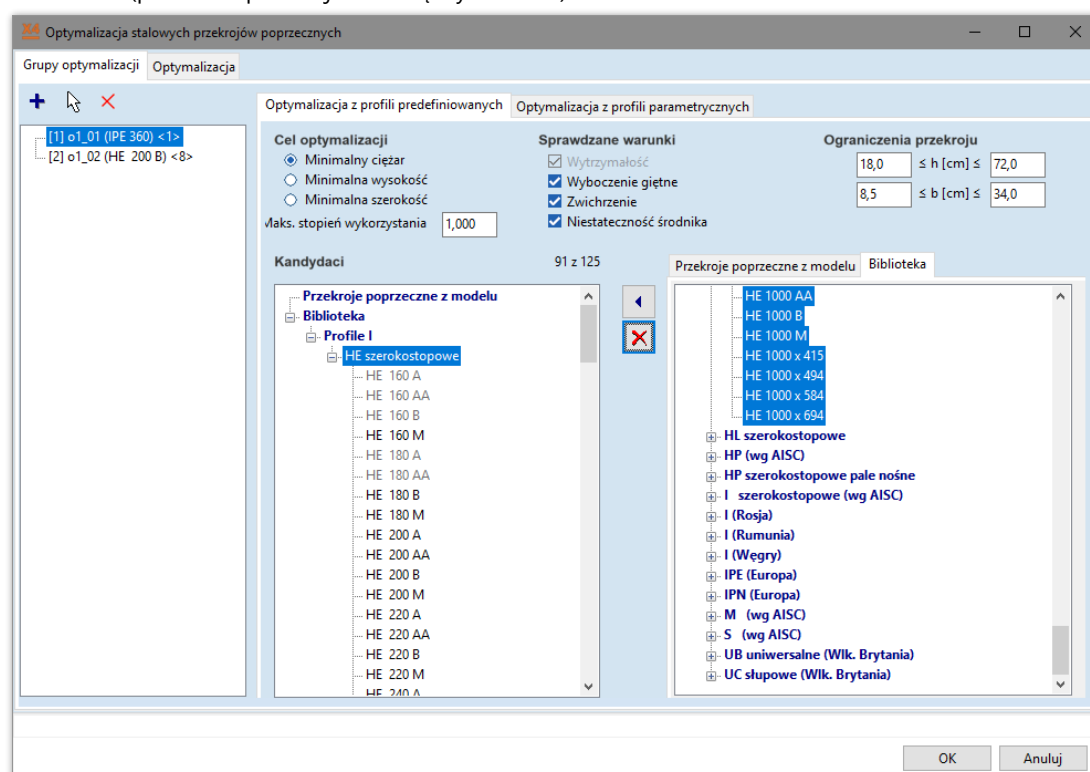 Optymalizacja stalowych przekrojów poprzecznych
Grupy optymalizacji Optymalizacja
Optymalizacja z profili predefiniowanych Optymalizacja z profili parametrycznych
[1] o1_01 (IPE 360) <1>
[2] o1_02 (HE 200 B) <8>
Cel optymalizacji
Minimalny ciężar
Minimalna wysokość
Minimalna szerokość
Maks. stopień wykorzystania 1,000
Sprawdzane warunki
Wytrzymałość
Wyboczenie giętne
Zwichrzenie
Niestateczność środnika
Ograniczenia przekroju
18,0 ≤ h [cm] ≤ 72,0
8,5 ≤ b [cm] ≤ 34,0
Kandydaci 91 z 125
Przekroje poprzeczne z modelu
Biblioteka
Profile I
HE szerokostopowe
HE 160 A
HE 160 AA
HE 160 B
HE 160 M
HE 180 A
HE 180 AA
HE 180 B
HE 180 M
HE 200 A
HE 200 AA
HE 200 B
HE 200 M
HE 220 A
HE 220 AA
HE 220 B
HE 220 M
HE 240 A
Przekroje poprzeczne z modelu Biblioteka
HE 1000 AA
HE 1000 B
HE 1000 M
HE 1000 x 415
HE 1000 x 494
HE 1000 x 584
HE 1000 x 694
HL szerokostopowe
HP (wg AISC)
HP szerokostopowe pale nośne
I szerokostopowe (wg AISC)
I (Rosja)
I (Rumunia)
I (Węgry)
IPE (Europa)
IPN (Europa)
M (wg AISC)
S (wg AISC)
UB uniwersalne (Wlk. Brytania)
UC słupowe (Wlk. Brytania)
OK Anuluj